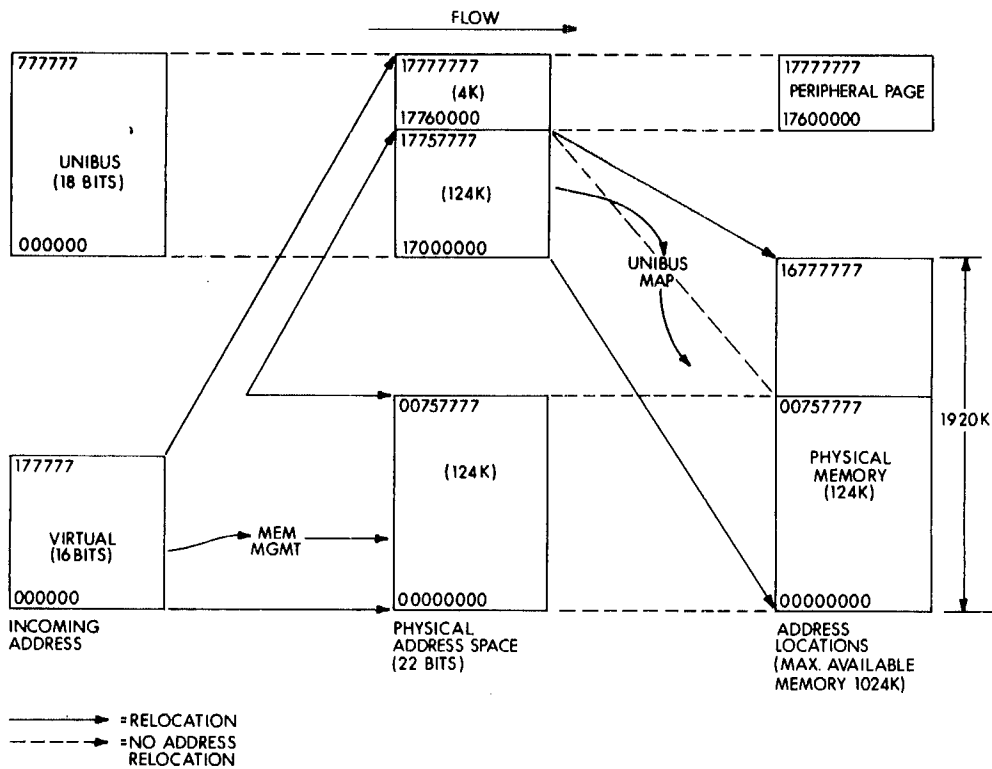 FLOW
777777
UNIBUS
(18 BITS)
000000
17777777
(4K)
17760000
17757777
(124K)
17000000
17777777
PERIPHERAL PAGE
17600000
UNIBUS
MAP
16777777
1920K
177777
VIRTUAL
(16 BITS)
000000
MEM
MGMT
00757777
(124K)
00000000
00757777
PHYSICAL
MEMORY
(124K)
00000000
INCOMING
ADDRESS
PHYSICAL
ADDRESS SPACE
(22 BITS)
ADDRESS
LOCATIONS
(MAX. AVAILABLE
MEMORY 1024K)
=RELOCATION
=NO ADDRESS
RELOCATION